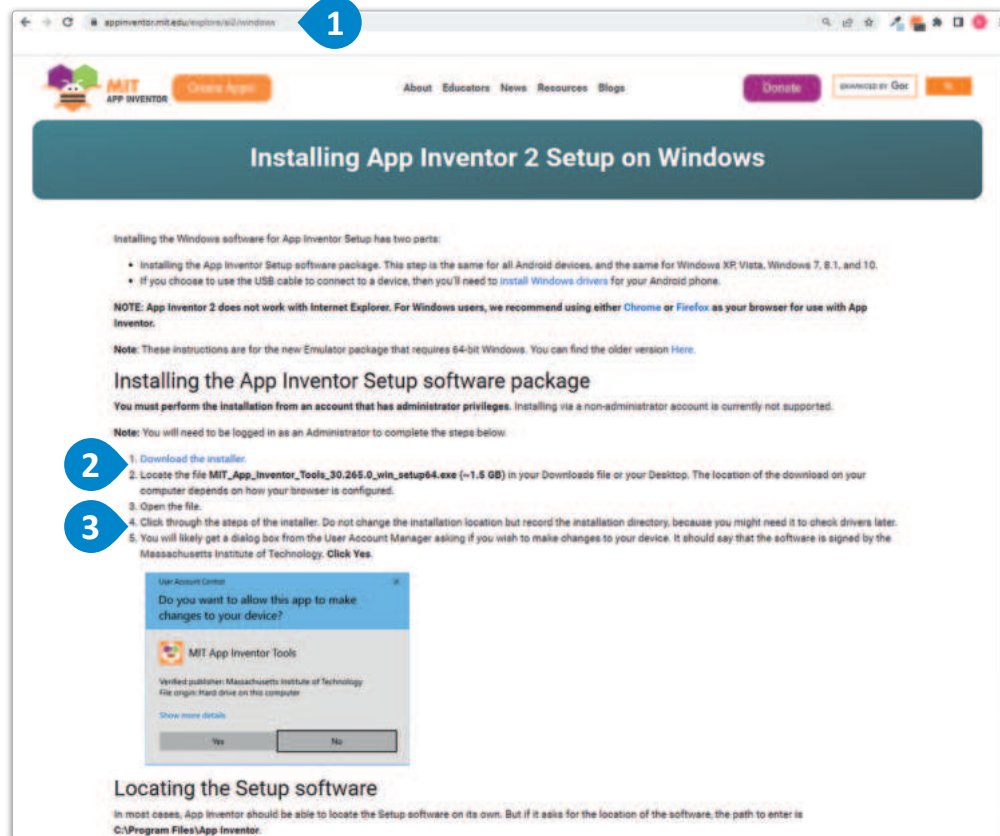 appinventor.mit.edu/explore/ai2/windows
1
MIT
APP INVENTOR
Create Apps!
About Educators News Resources Blogs
Donate
ENHANCED BY Goo
Installing App Inventor 2 Setup on Windows
Installing the Windows software for App Inventor Setup has two parts:
• Installing the App Inventor Setup software package. This step is the same for all Android devices, and the same for Windows XP, Vista, Windows 7, 8.1, and 10.
• If you choose to use the USB cable to connect to a device, then you'll need to install Windows drivers for your Android phone.
NOTE: App Inventor 2 does not work with Internet Explorer. For Windows users, we recommend using either Chrome or Firefox as your browser for use with App
Inventor.
Note: These instructions are for the new Emulator package that requires 64-bit Windows. You can find the older version Here.
Installing the App Inventor Setup software package
You must perform the installation from an account that has administrator privileges. Installing via a non-administrator account is currently not supported.
Note: You will need to be logged in as an Administrator to complete the steps below.
2
1. Download the installer.
2. Locate the file MIT_App_Inventor_Tools_30.265.0_win_setup64.exe (~1.5 GB) in your Downloads file or your Desktop. The location of the download on your
computer depends on how your browser is configured.
3. Open the file.
3
4. Click through the steps of the installer. Do not change the installation location but record the installation directory, because you might need it to check drivers later.
5. You will likely get a dialog box from the User Account Manager asking if you wish to make changes to your device. It should say that the software is signed by the
Massachusetts Institute of Technology. Click Yes.
User Account Control
Do you want to allow this app to make
changes to your device?
MIT App Inventor Tools
Verified publisher: Massachusetts Institute of Technology
File origin: Hard drive on this computer
Show more details
Yes No
Locating the Setup software
In most cases, App Inventor should be able to locate the Setup software on its own. But if it asks for the location of the software, the path to enter is
C:\Program Files\App Inventor.